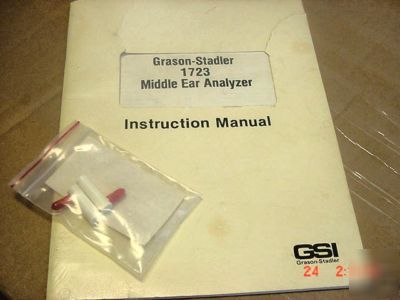 Grason-Stadler
1723
Middle Ear Analyzer
Instruction Manual
GSI
Grason-Stadler
24